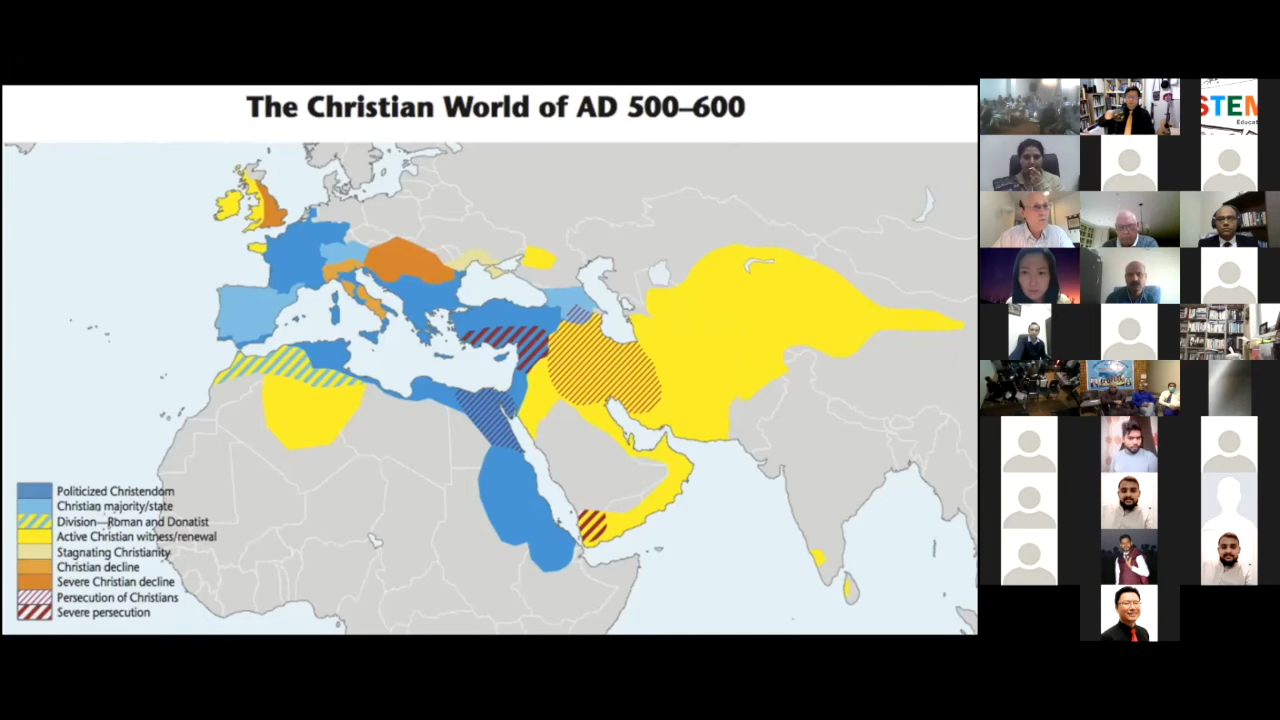 The Christian World of AD 500–600
Politicized Christendom
Christian majority/state
Division—Roman and Donatist
Active Christian witness/renewal
Stagnating Christianity
Christian decline
Severe Christian decline
Persecution of Christians
Severe persecution
STEM
Educat